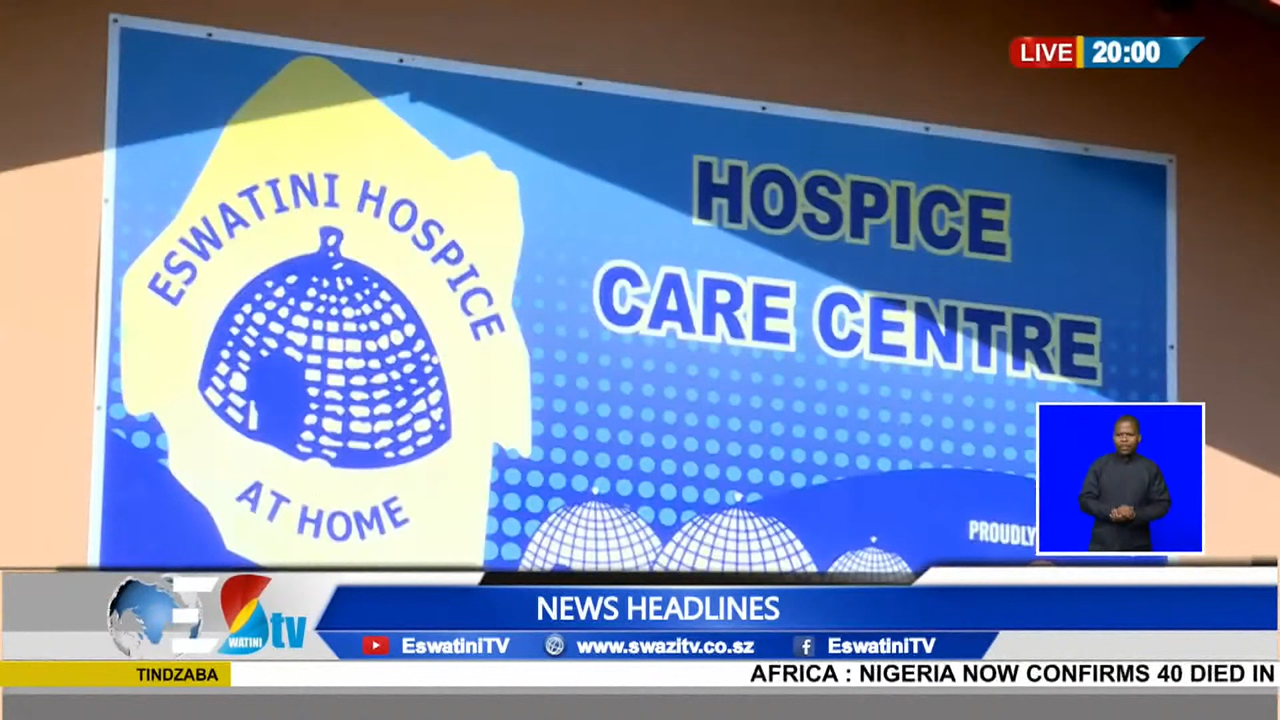 LIVE 20:00
ESWATINI HOSPICE
AT HOME
HOSPICE
CARE CENTRE
PROUDLY
E
WATINI
tv
NEWS HEADLINES
EswatiniTV www.swazitv.co.sz EswatiniTV
TINDZABA
AFRICA : NIGERIA NOW CONFIRMS 40 DIED IN